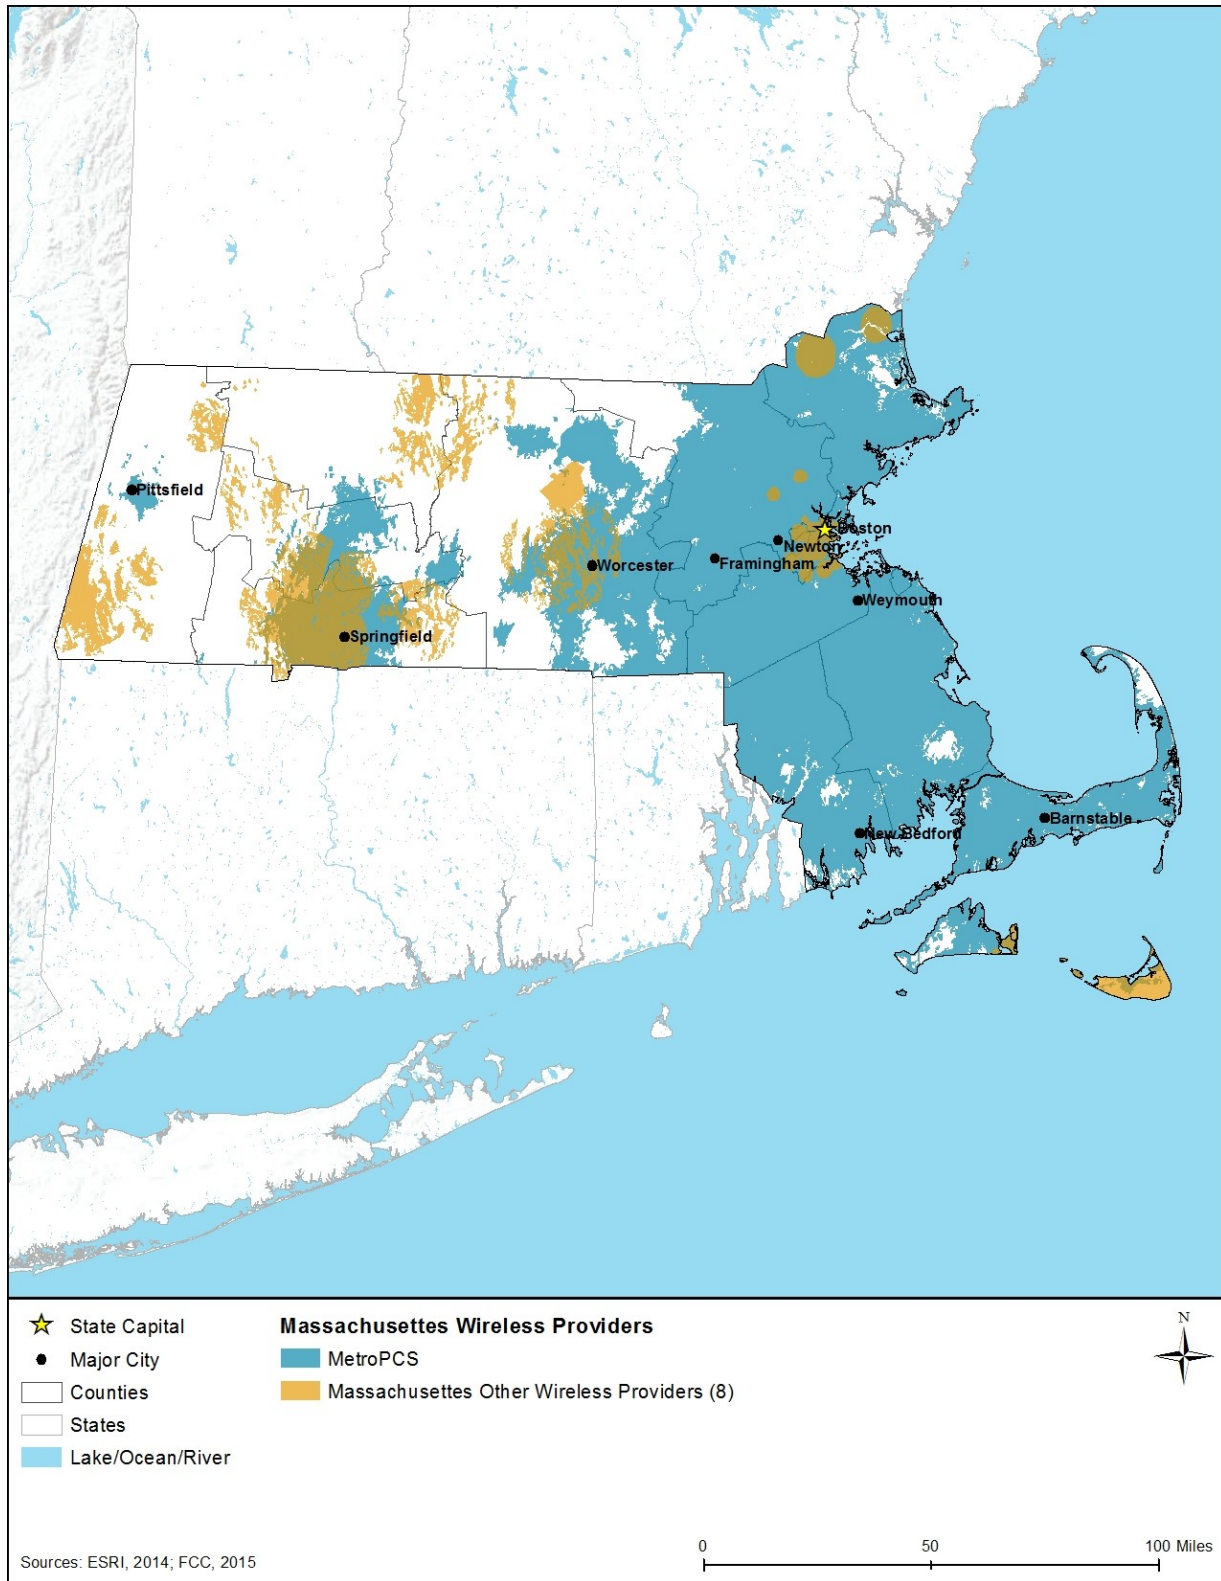 Pittsfield
Boston
Newton
Worcester
Framingham
Weymouth
Springfield
Barnstable
New Bedford
State Capital
Major City
Counties
States
Lake/Ocean/River
Massachusettes Wireless Providers
MetroPCS
Massachusettes Other Wireless Providers (8)
N
Sources: ESRI, 2014; FCC, 2015
0 50 100 Miles